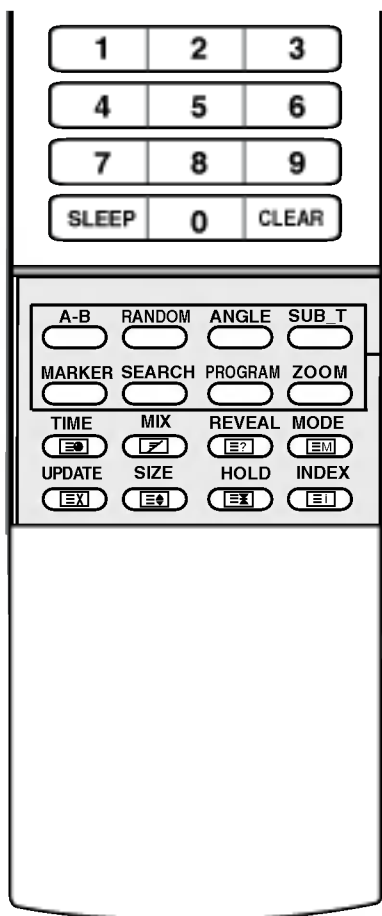 1 2 3
4 5 6
7 8 9
SLEEP 0 CLEAR
A-B RANDOM ANGLE SUB_T
MARKER SEARCH PROGRAM ZOOM
TIME MIX REVEAL MODE
? M
UPDATE SIZE HOLD INDEX
X i